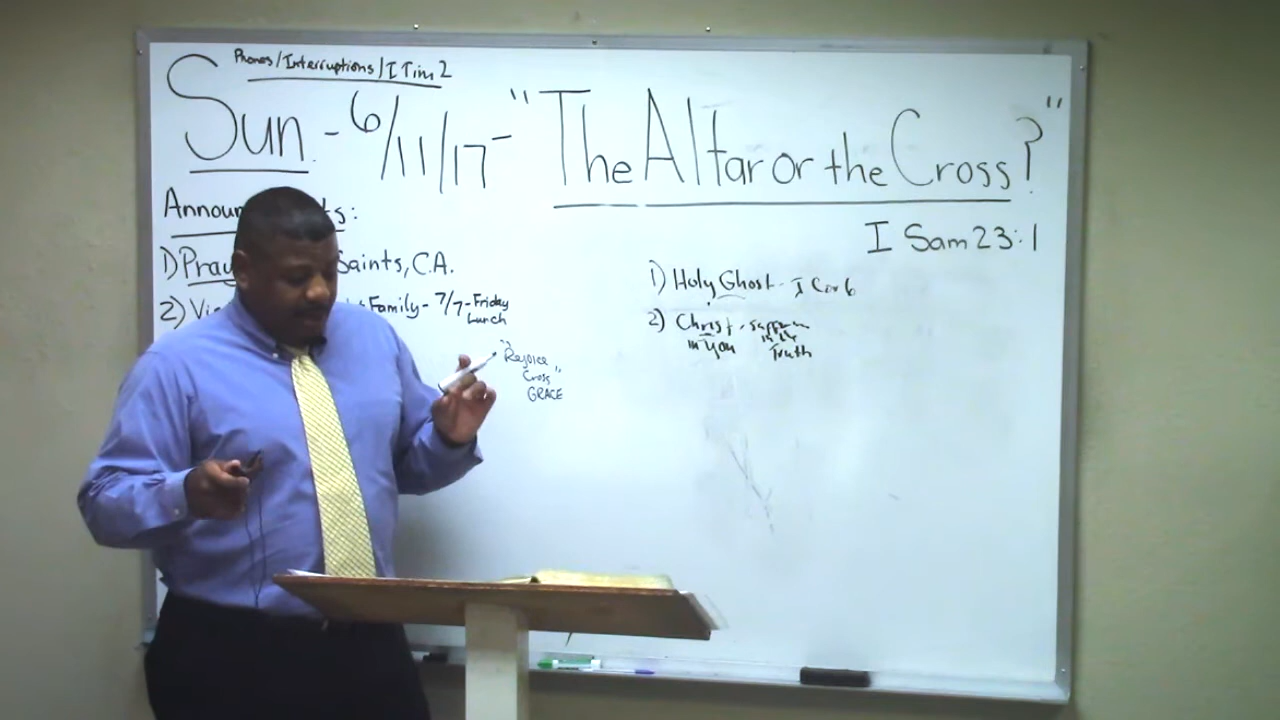 Phones/Interruptions/I Tim 2
Sun. - 6/11/17 - "The Altar or the Cross?"
I Sam 23:1
Announ ts:
1) Pray Saints, C.A.
2) Vi Family - 7/7 - Friday
Lunch
"Rejoice
Cross"
GRACE
1) Holy Ghost - I Cor 6
2) Christ -
in you
Truth